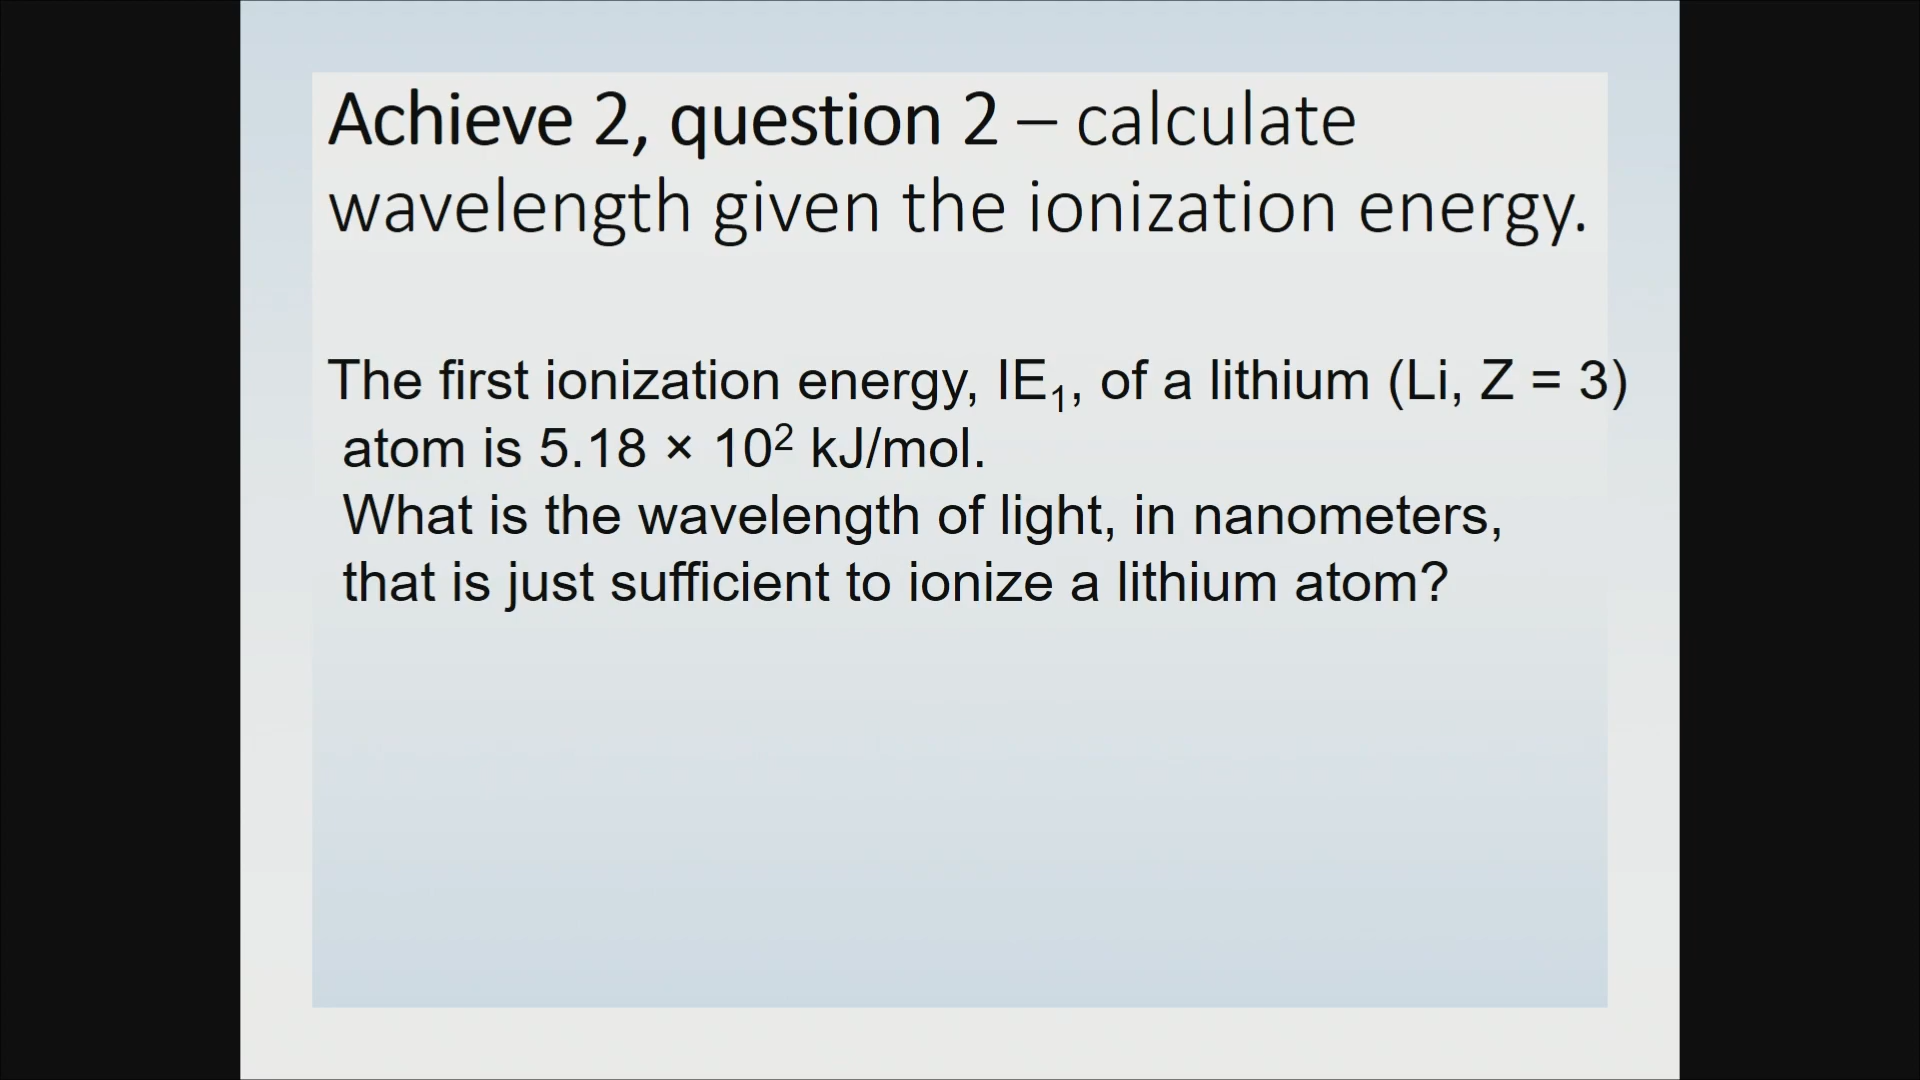 Achieve 2, question 2 – calculate
wavelength given the ionization energy.
The first ionization energy, IE₁, of a lithium (Li, Z = 3)
atom is 5.18 × 10² kJ/mol.
What is the wavelength of light, in nanometers,
that is just sufficient to ionize a lithium atom?